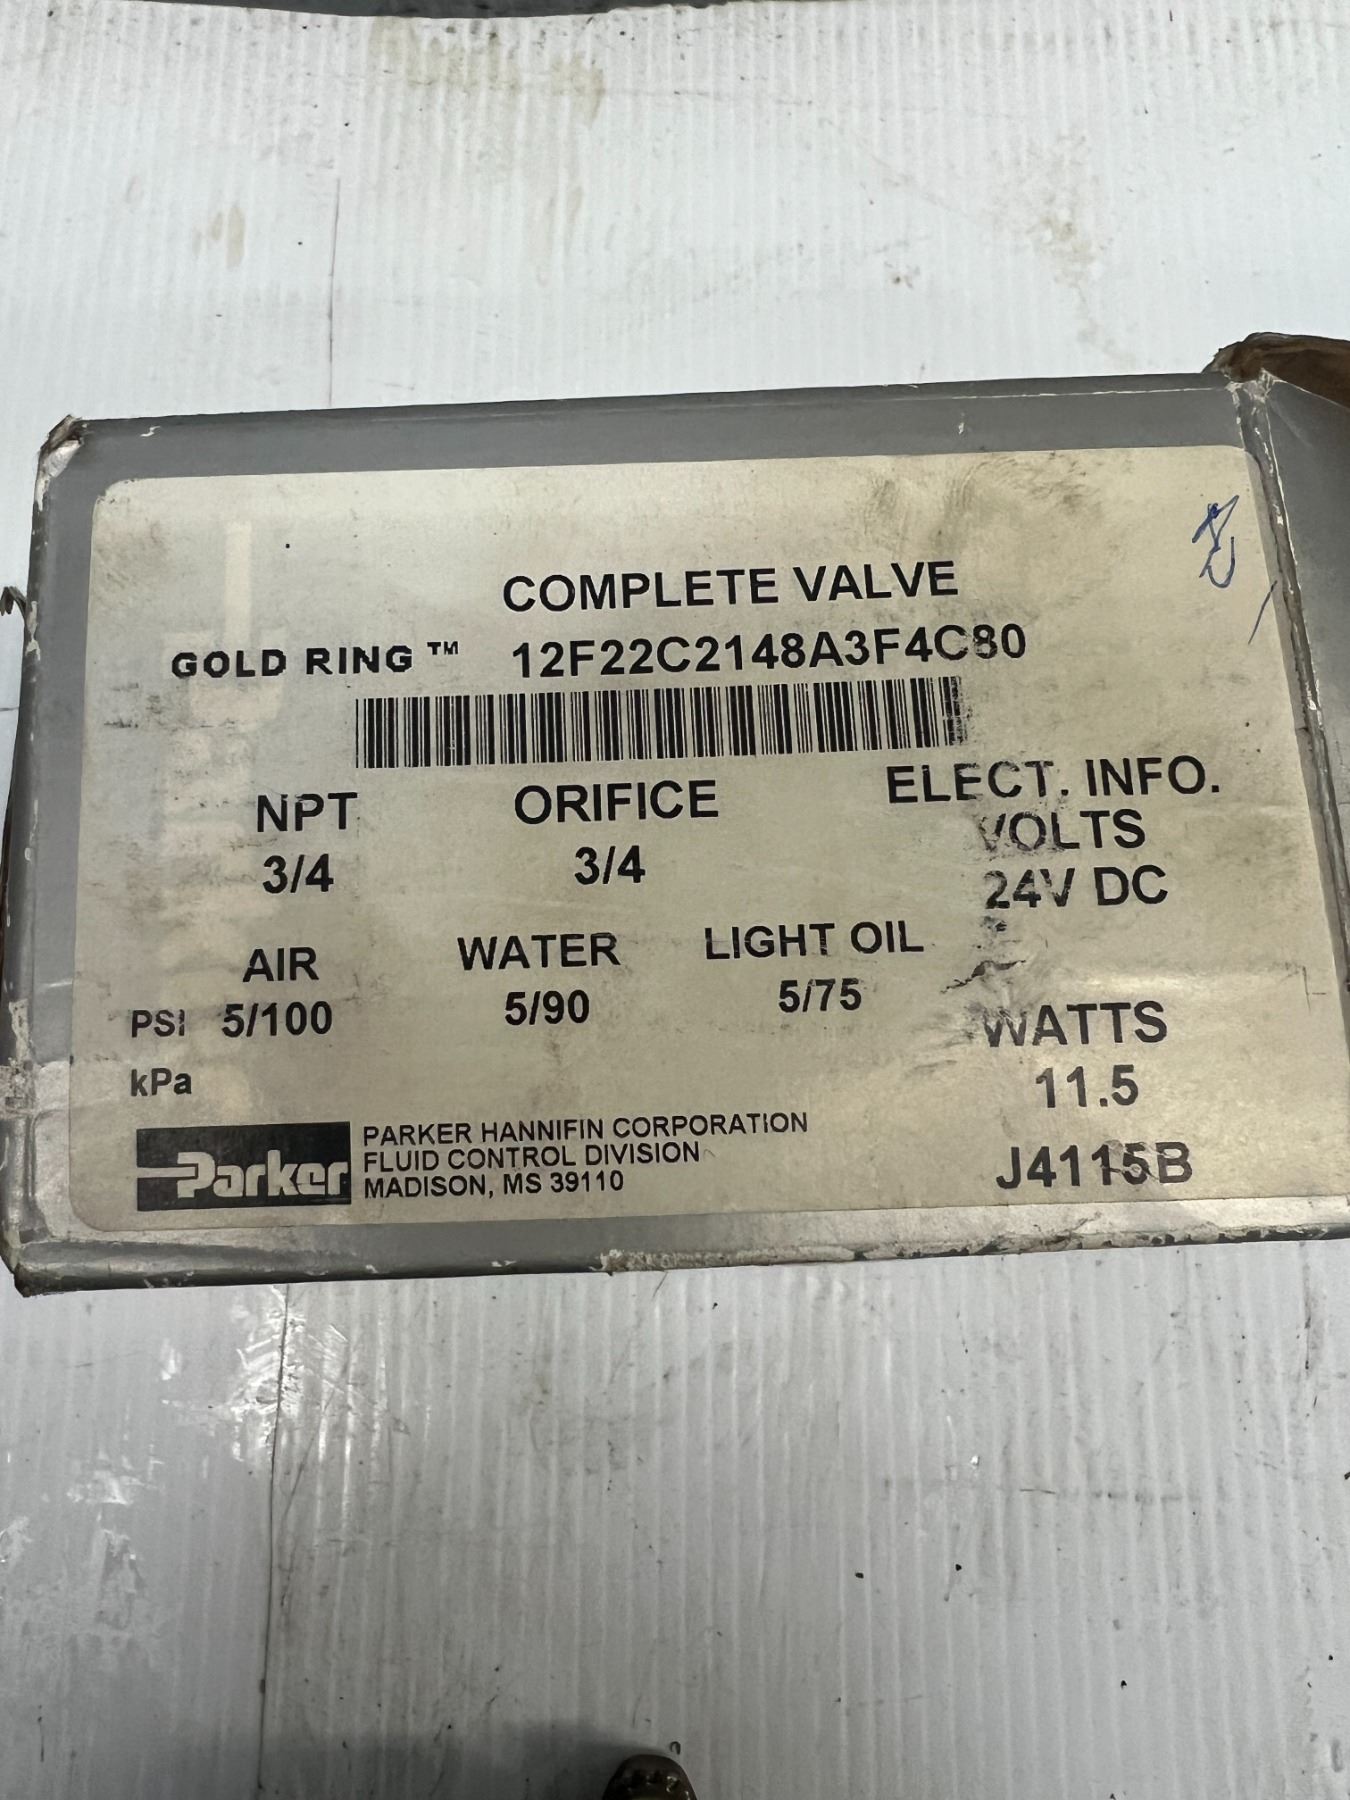 COMPLETE VALVE
GOLD RING ™ 12F22C2148A3F4C80
NPT ORIFICE ELECT. INFO.
3/4 3/4 VOLTS
24V DC
AIR WATER LIGHT OIL
PSI 5/100 5/90 5/75
WATTS
kPa 11.5
Parker
PARKER HANNIFIN CORPORATION
FLUID CONTROL DIVISION
MADISON, MS 39110
J4115B